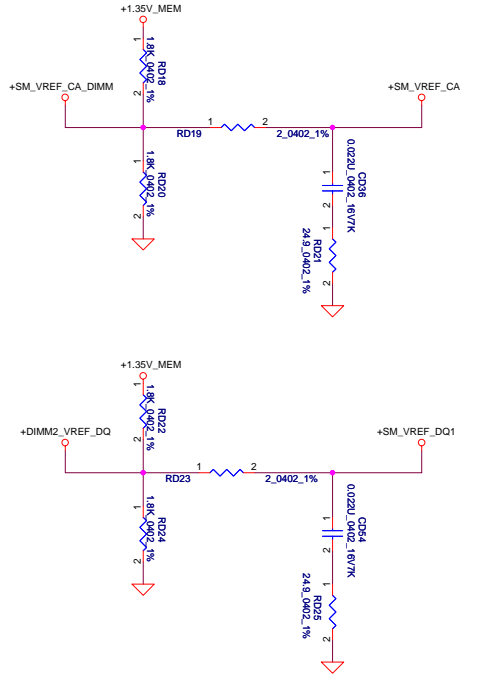 +1.35V_MEM
1
1.8K_0402_1%
RD18
2
+SM_VREF_CA_DIMM
+SM_VREF_CA
1
2
RD19
2_0402_1%
1
1.8K_0402_1%
RD20
2
1
0.022U_0402_16V7K
CD36
2
1
24.9_0402_1%
RD21
2
+1.35V_MEM
1
1.8K_0402_1%
RD22
2
+DIMM2_VREF_DQ
+SM_VREF_DQ1
1
2
RD23
2_0402_1%
1
1.8K_0402_1%
RD24
2
1
0.022U_0402_16V7K
CD54
2
1
24.9_0402_1%
RD25
2